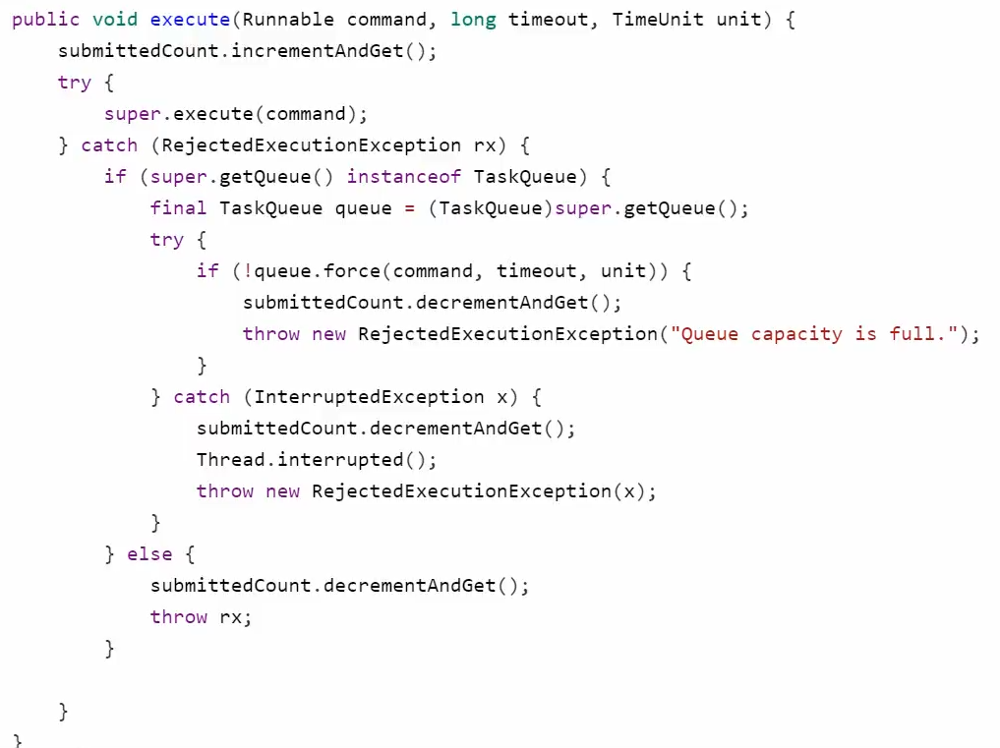 public void execute(Runnable command, long timeout, TimeUnit unit) {
    submittedCount.incrementAndGet();
    try {
        super.execute(command);
    } catch (RejectedExecutionException rx) {
        if (super.getQueue() instanceof TaskQueue) {
            final TaskQueue queue = (TaskQueue)super.getQueue();
            try {
                if (!queue.force(command, timeout, unit)) {
                    submittedCount.decrementAndGet();
                    throw new RejectedExecutionException("Queue capacity is full.");
                }
            } catch (InterruptedException x) {
                submittedCount.decrementAndGet();
                Thread.interrupted();
                throw new RejectedExecutionException(x);
            }
        } else {
            submittedCount.decrementAndGet();
            throw rx;
        }

    }
}